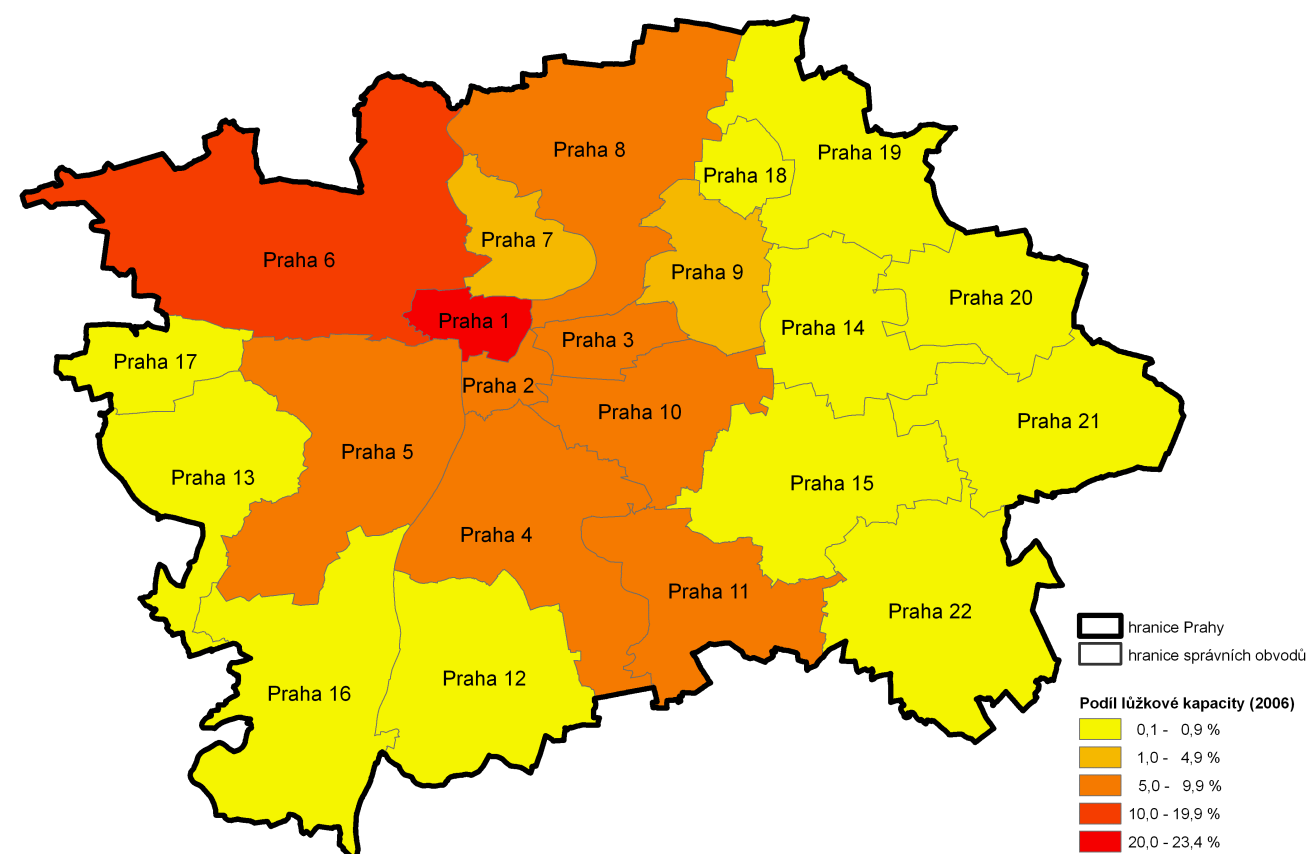 Praha 8
Praha 19
Praha 18
Praha 7
Praha 6
Praha 9
Praha 20
Praha 1
Praha 14
Praha 3
Praha 17
Praha 2
Praha 10
Praha 21
Praha 5
Praha 13
Praha 15
Praha 4
Praha 11
Praha 22
Praha 12
Praha 16
hranice Prahy
hranice správních obvodů
Podíl lůžkové kapacity (2006)
0,1 - 0,9 %
1,0 - 4,9 %
5,0 - 9,9 %
10,0 - 19,9 %
20,0 - 23,4 %